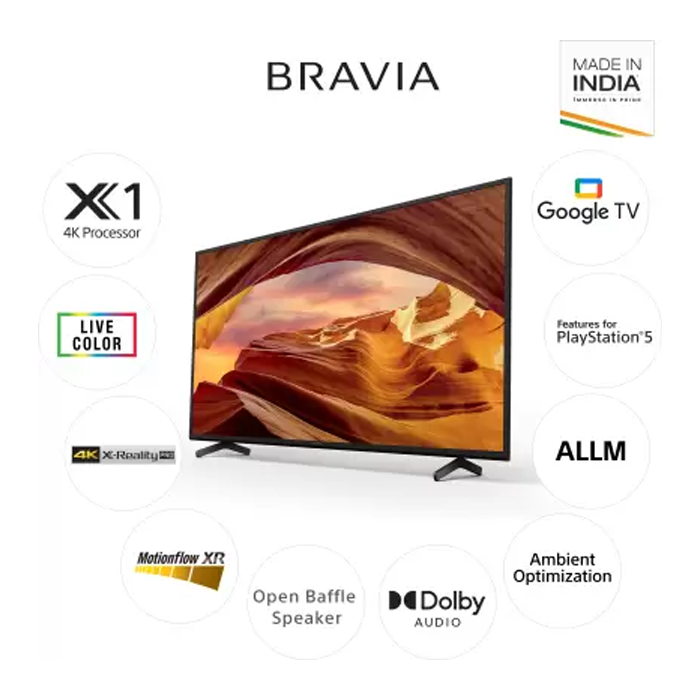 BRAVIA
MADE IN
INDIA
IMMERSE IN PRIDE
X1
4K Processor
Google TV
LIVE
COLOR
Features for
PlayStation®5
4K X-Reality PRO
ALLM
Motionflow XR
Ambient
Optimization
Open Baffle
Speaker
Dolby
AUDIO